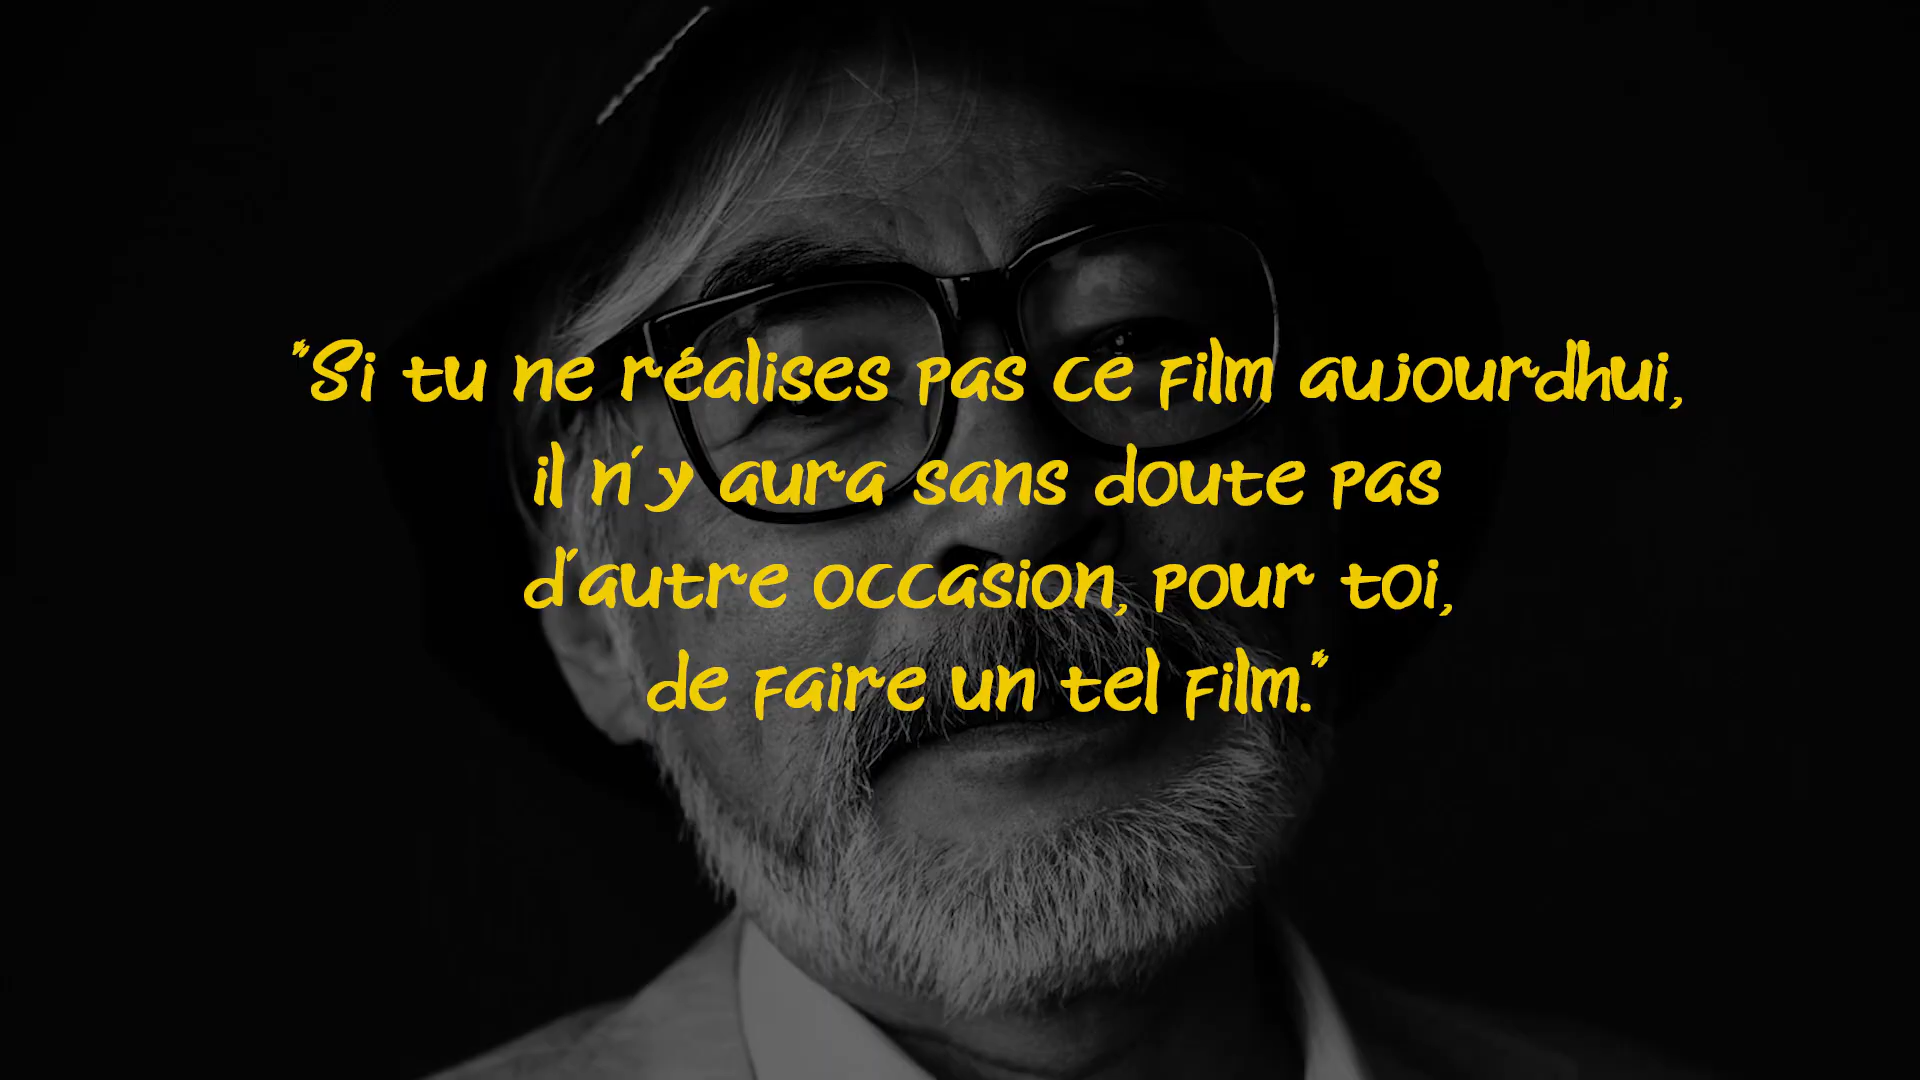 "Si tu ne réalises pas ce film aujourdhui,
il n'y aura sans doute pas
d'autre occasion, pour toi,
de faire un tel film."